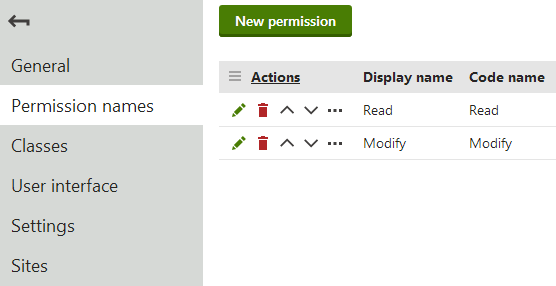 New permission
General
Permission names
Classes
User interface
Settings
Sites
Actions Display name Code name
Read Read
Modify Modify